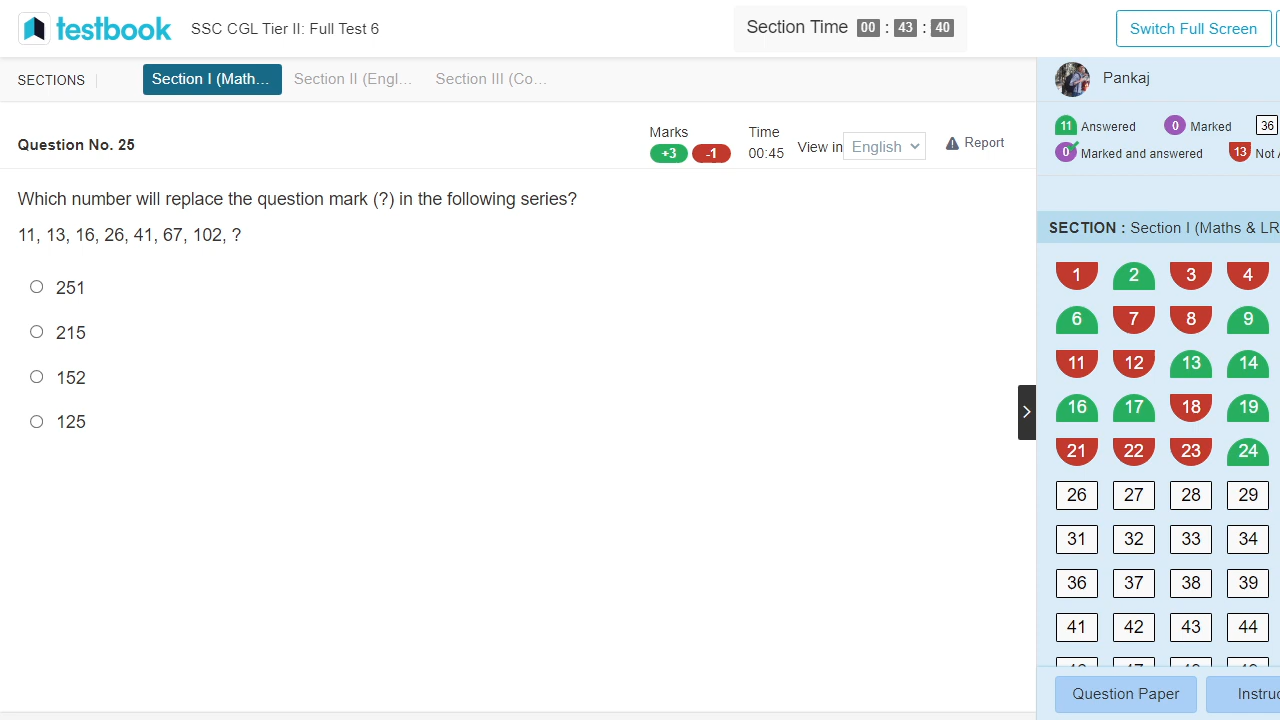 testbook SSC CGL Tier II: Full Test 6 Section Time 00 : 43 : 40 Switch Full Screen
SECTIONS Section I (Math... Section II (Engl... Section III (Co...
Pankaj
11 Answered 0 Marked 36
0 Marked and answered 13 Not
Question No. 25
Marks
+3 -1
Time
00:45
View in English
Report
Which number will replace the question mark (?) in the following series?
11, 13, 16, 26, 41, 67, 102, ?
251
215
152
125
SECTION : Section I (Maths & LR
1 2 3 4
6 7 8 9
11 12 13 14
16 17 18 19
21 22 23 24
26 27 28 29
31 32 33 34
36 37 38 39
41 42 43 44
Question Paper